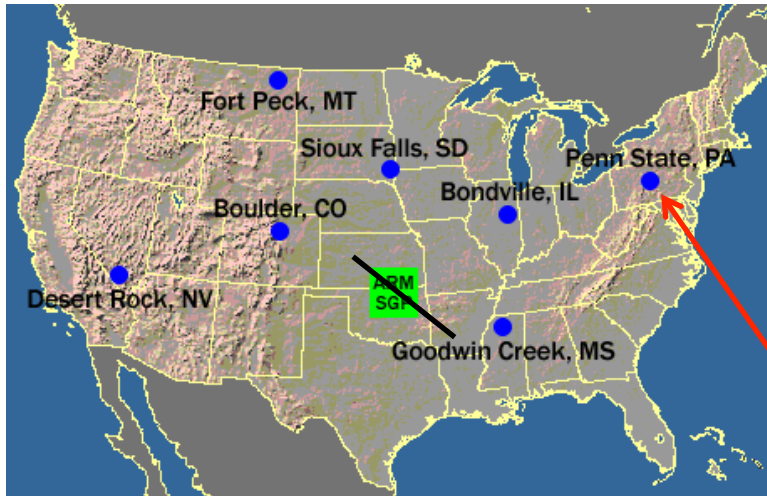 Fort Peck, MT
Sioux Falls, SD
Penn State, PA
Bondville, IL
Boulder, CO
ARM
SGP
Desert Rock, NV
Goodwin Creek, MS